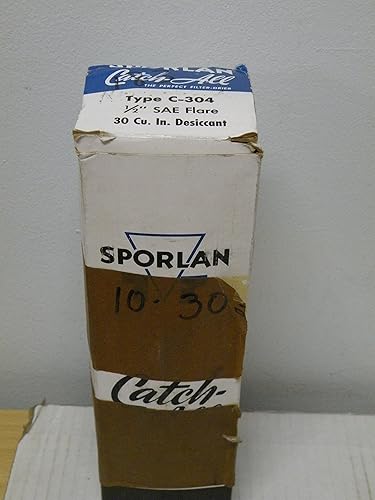 SPORLAN
Catch-All
THE PERFECT FILTER-DRIER
Type C-304
1/2" SAE Flare
30 Cu. In. Desiccant
SPORLAN
10-30
Catch-